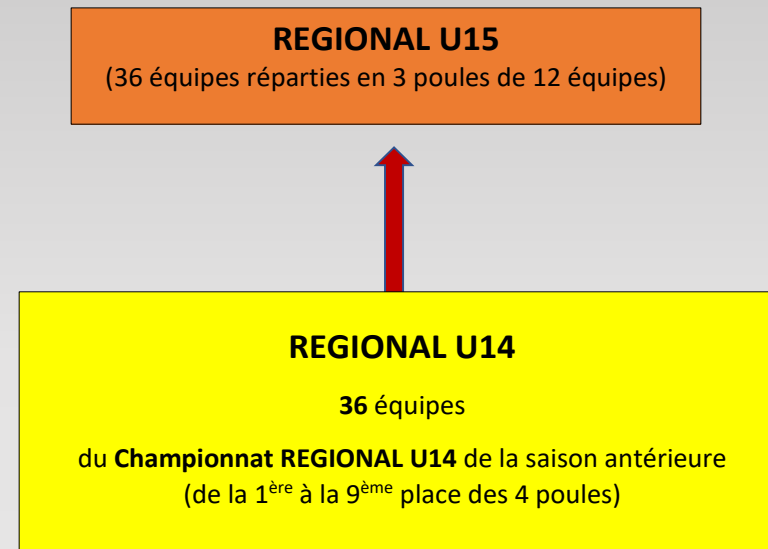 REGIONAL U15
(36 équipes réparties en 3 poules de 12 équipes)
REGIONAL U14
36 équipes
du Championnat REGIONAL U14 de la saison antérieure
(de la 1ère à la 9ème place des 4 poules)